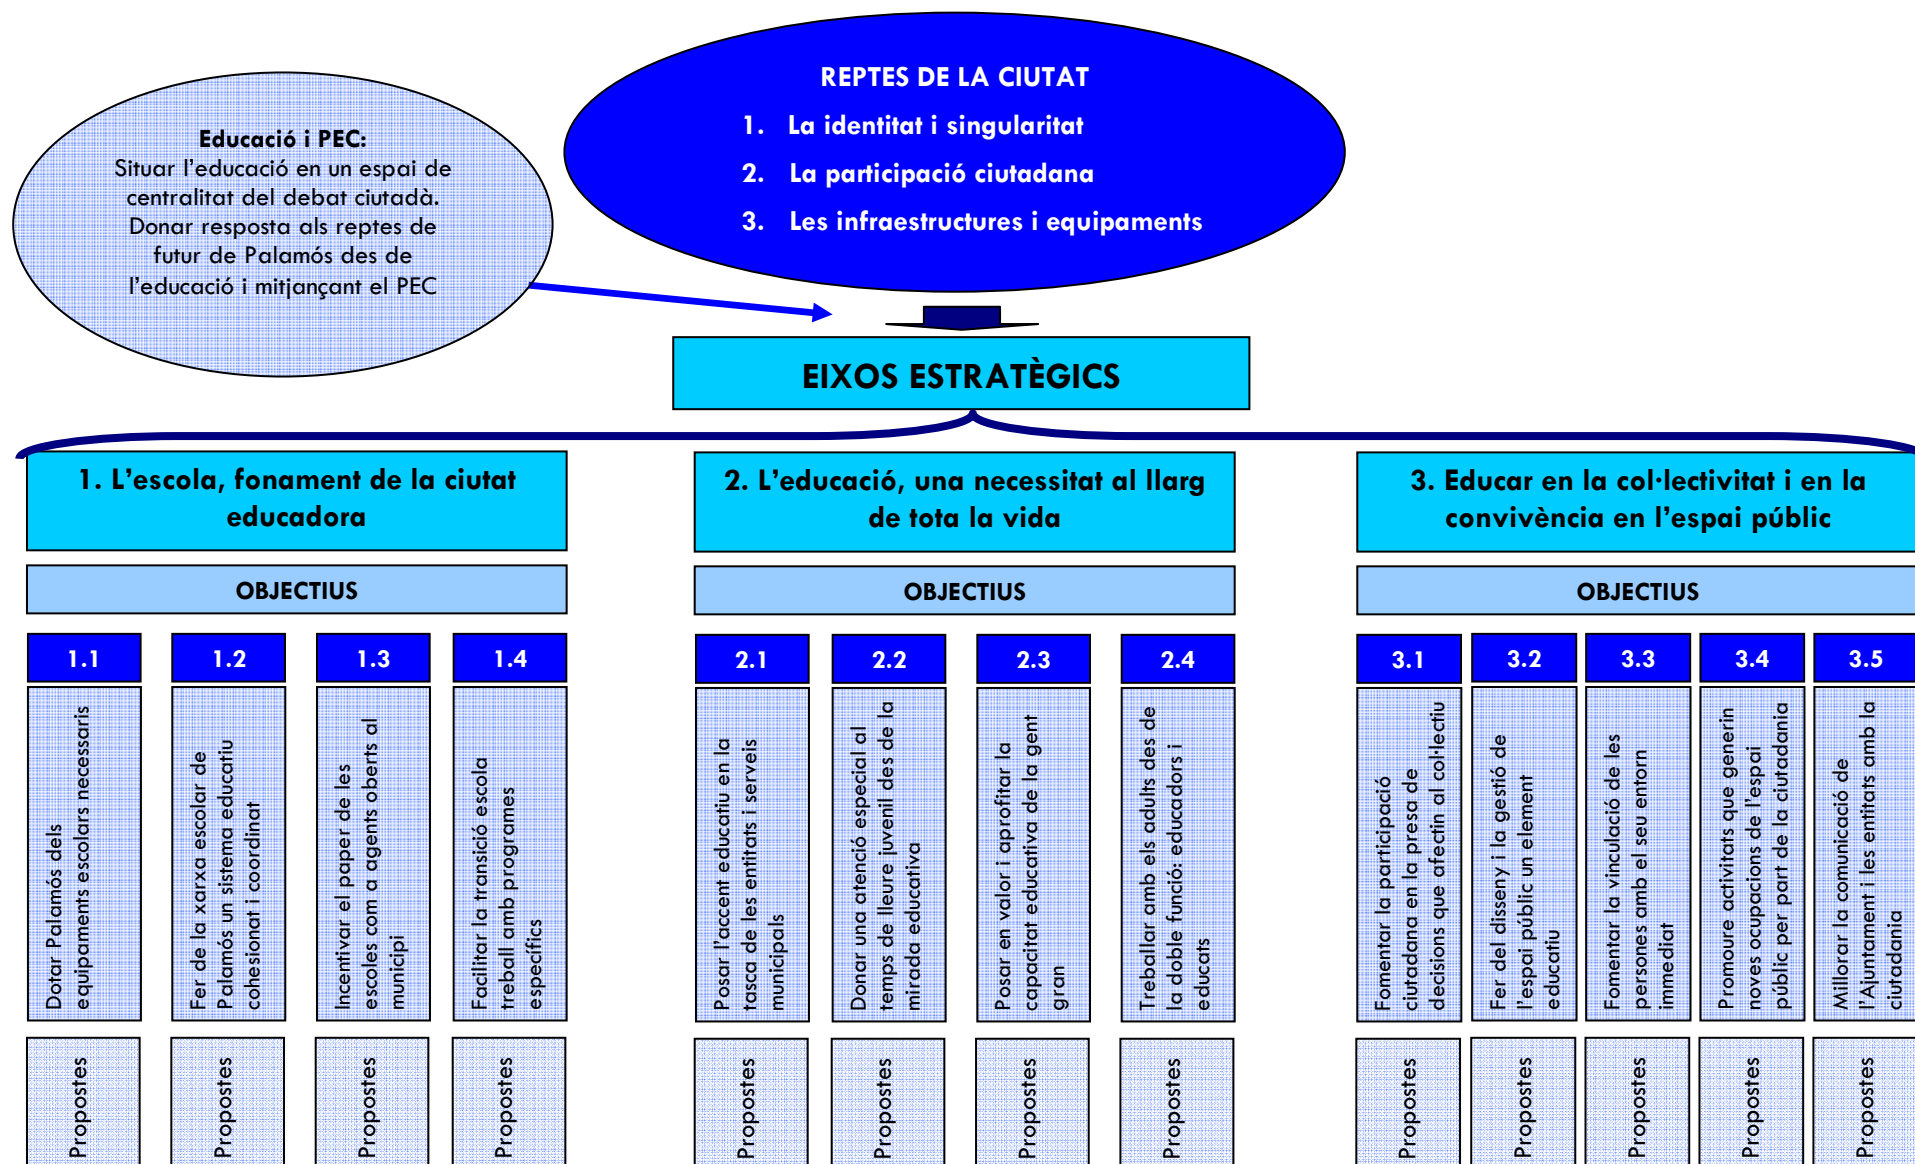 REPTES DE LA CIUTAT
1. La identitat i singularitat
2. La participació ciutadana
3. Les infraestructures i equipaments
Educació i PEC:
Situar l’educació en un espai de
centralitat del debat ciutadà.
Donar resposta als reptes de
futur de Palamós des de
l’educació i mitjançant el PEC
EIXOS ESTRATÈGICS
1. L’escola, fonament de la ciutat
educadora
OBJECTIUS
1.1
Dotar Palamós dels
equipaments escolars necessaris
Propostes
1.2
Fer de la xarxa escolar de
Palamós un sistema educatiu
cohesionat i coordinat
Propostes
1.3
Incentivar el paper de les
escoles com a agents oberts al
municipi
Propostes
1.4
Facilitar la transició escola
treball amb programes
específics
Propostes
2. L’educació, una necessitat al llarg
de tota la vida
OBJECTIUS
2.1
Posar l’accent educatiu en la
tasca de les entitats i serveis
municipals
Propostes
2.2
Donar una atenció especial al
temps de lleure juvenil des de la
mirada educativa
Propostes
2.3
Posar en valor i aprofitar la
capacitat educativa de la gent
gran
Propostes
2.4
Treballar amb els adults des de
la doble funció: educadors i
educats
Propostes
3. Educar en la col·lectivitat i en la
convivència en l’espai públic
OBJECTIUS
3.1
Fomentar la participació
ciutadana en la presa de
decisions que afectin al col·lectiu
Propostes
3.2
Fer del disseny i la gestió de
l’espai públic un element
educatiu
Propostes
3.3
Fomentar la vinculació de les
persones amb el seu entorn
immediat
Propostes
3.4
Promoure activitats que generin
noves ocupacions de l’espai
públic per part de la ciutadania
Propostes
3.5
Millorar la comunicació de
l’Ajuntament i les entitats amb la
ciutadania
Propostes